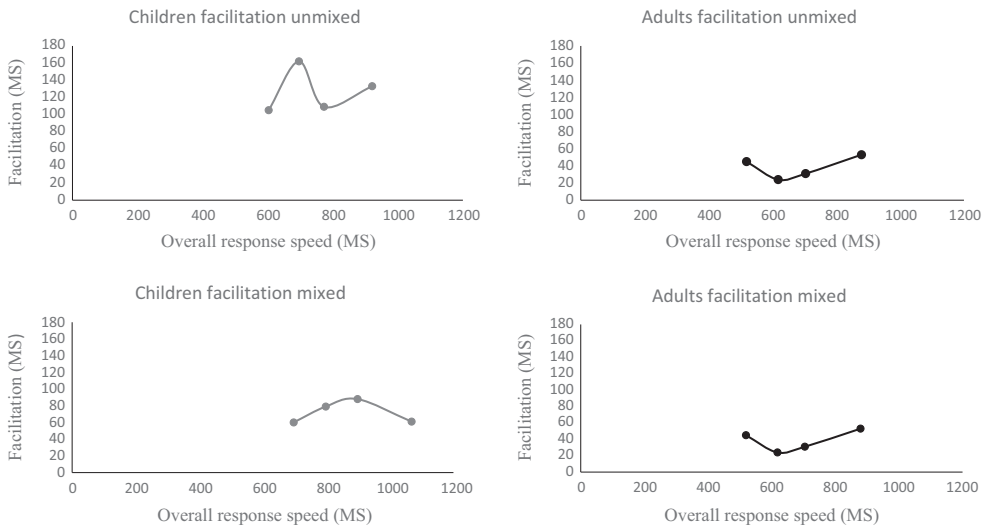 Children facilitation unmixed
Facilitation (MS)
180
160
140
120
100
80
60
40
20
0
0 200 400 600 800 1000 1200
Overall response speed (MS)
Adults facilitation unmixed
Facilitation (MS)
180
160
140
120
100
80
60
40
20
0
0 200 400 600 800 1000 1200
Overall response speed (MS)
Children facilitation mixed
Facilitation (MS)
180
160
140
120
100
80
60
40
20
0
0 200 400 600 800 1000 1200
Overall response speed (MS)
Adults facilitation mixed
Facilitation (MS)
180
160
140
120
100
80
60
40
20
0
0 200 400 600 800 1000 1200
Overall response speed (MS)